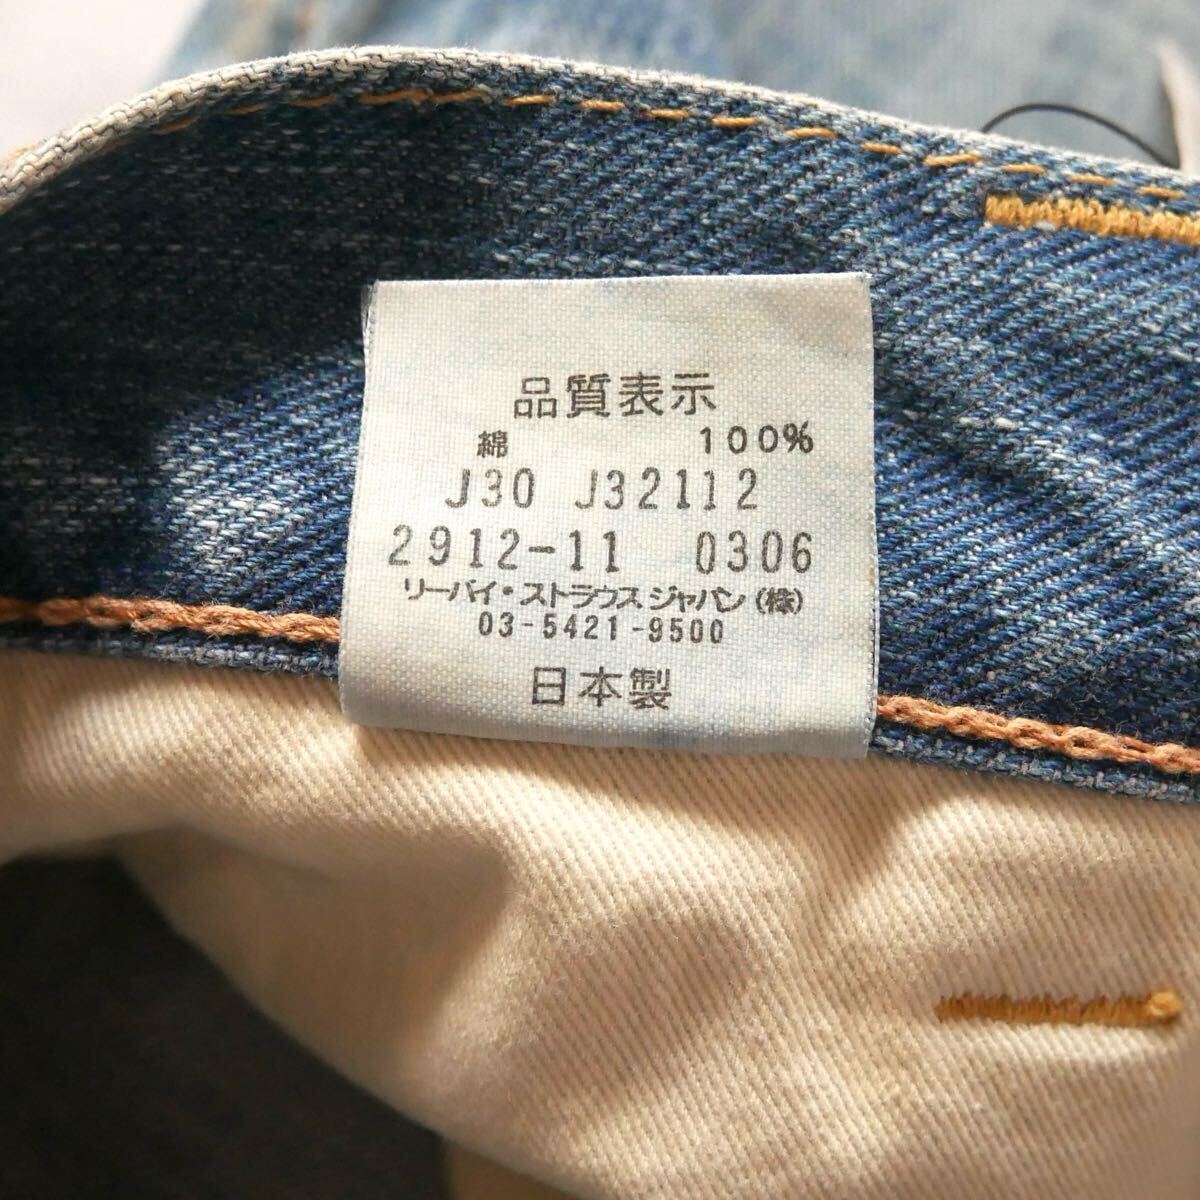 品質表示
綿 100%
J30 J32112
2912-11 0306
リーバイ・ストラウス ジャパン(株)
03-5421-9500
日本製